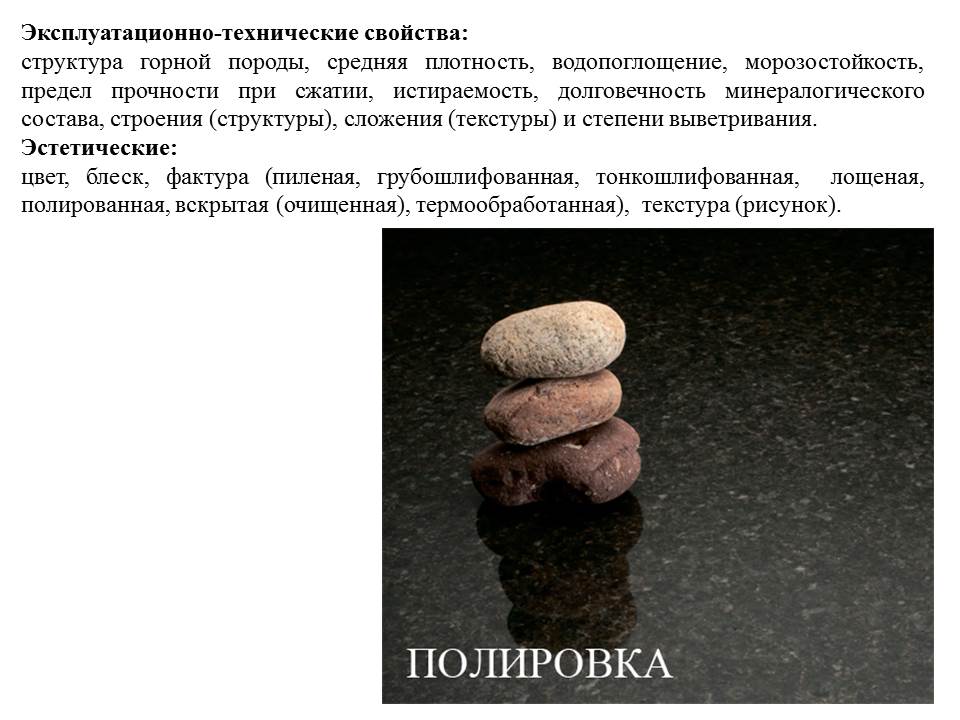 Эксплуатационно-технические свойства:
структура горной породы, средняя плотность, водопоглощение, морозостойкость,
предел прочности при сжатии, истираемость, долговечность минералогического
состава, строения (структуры), сложения (текстуры) и степени выветривания.
Эстетические:
цвет, блеск, фактура (пиленая, грубошлифованная, тонкошлифованная, лощеная,
полированная, вскрытая (очищенная), термообработанная), текстура (рисунок).
ПОЛИРОВКА